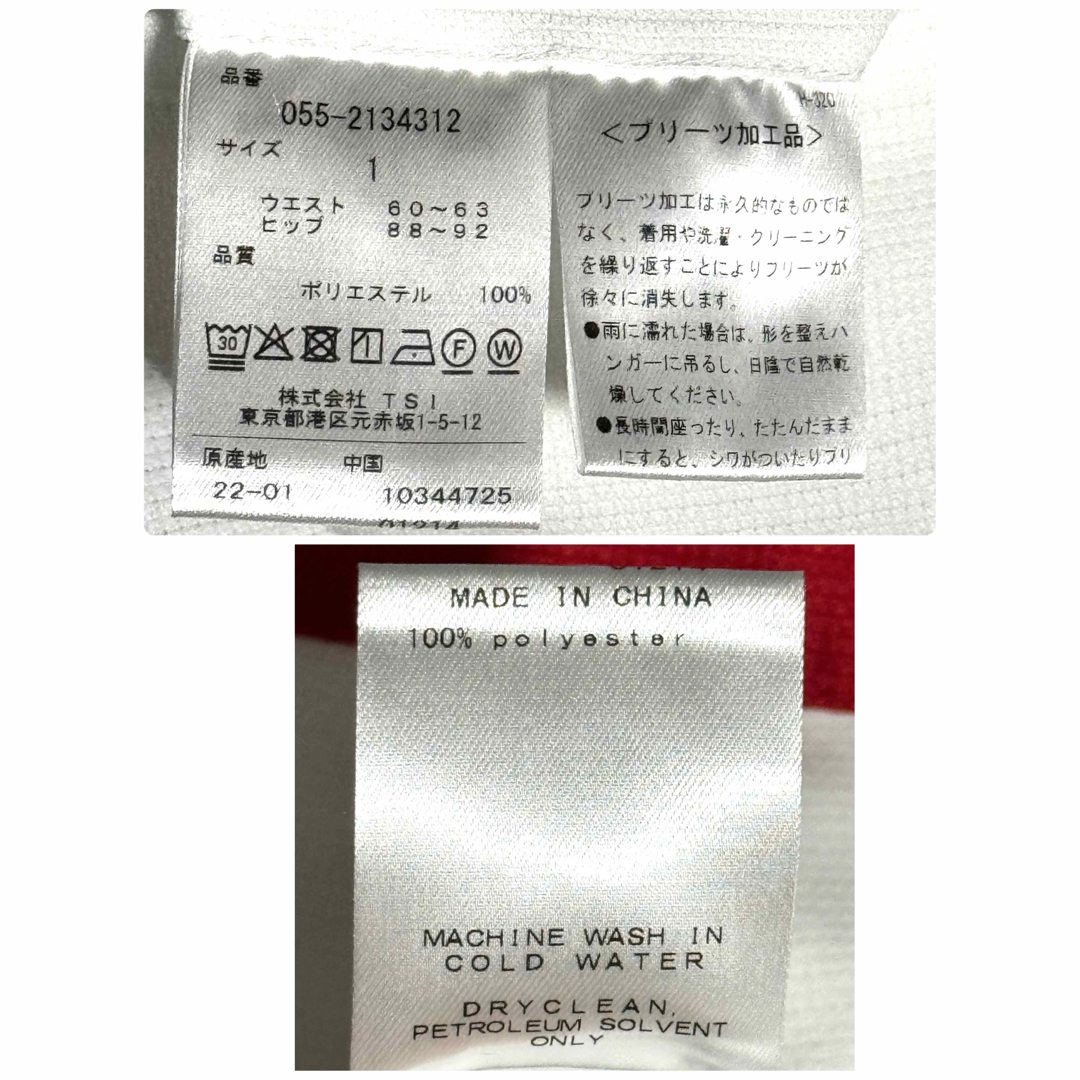 品番
055-2134312
サイズ
1
ウエスト 60~63
ヒップ 88~92
品質
ポリエステル 100%
30
F W
株式会社 TSI
東京都港区元赤坂1-5-12
原産地 中国
22-01 10344725
H-320
<プリーツ加工品>
プリーツ加工は永久的なものでは
なく、着用や洗濯・クリーニング
を繰り返すことによりプリーツが
徐々に消失します。
●雨に濡れた場合は、形を整えハ
ンガーに吊るし、日陰で自然乾
燥してください。
●長時間座ったり、たたんだまま
にすると、シワがついたりプリ
MADE IN CHINA
100% polyester
MACHINE WASH IN
COLD WATER
DRYCLEAN,
PETROLEUM SOLVENT
ONLY